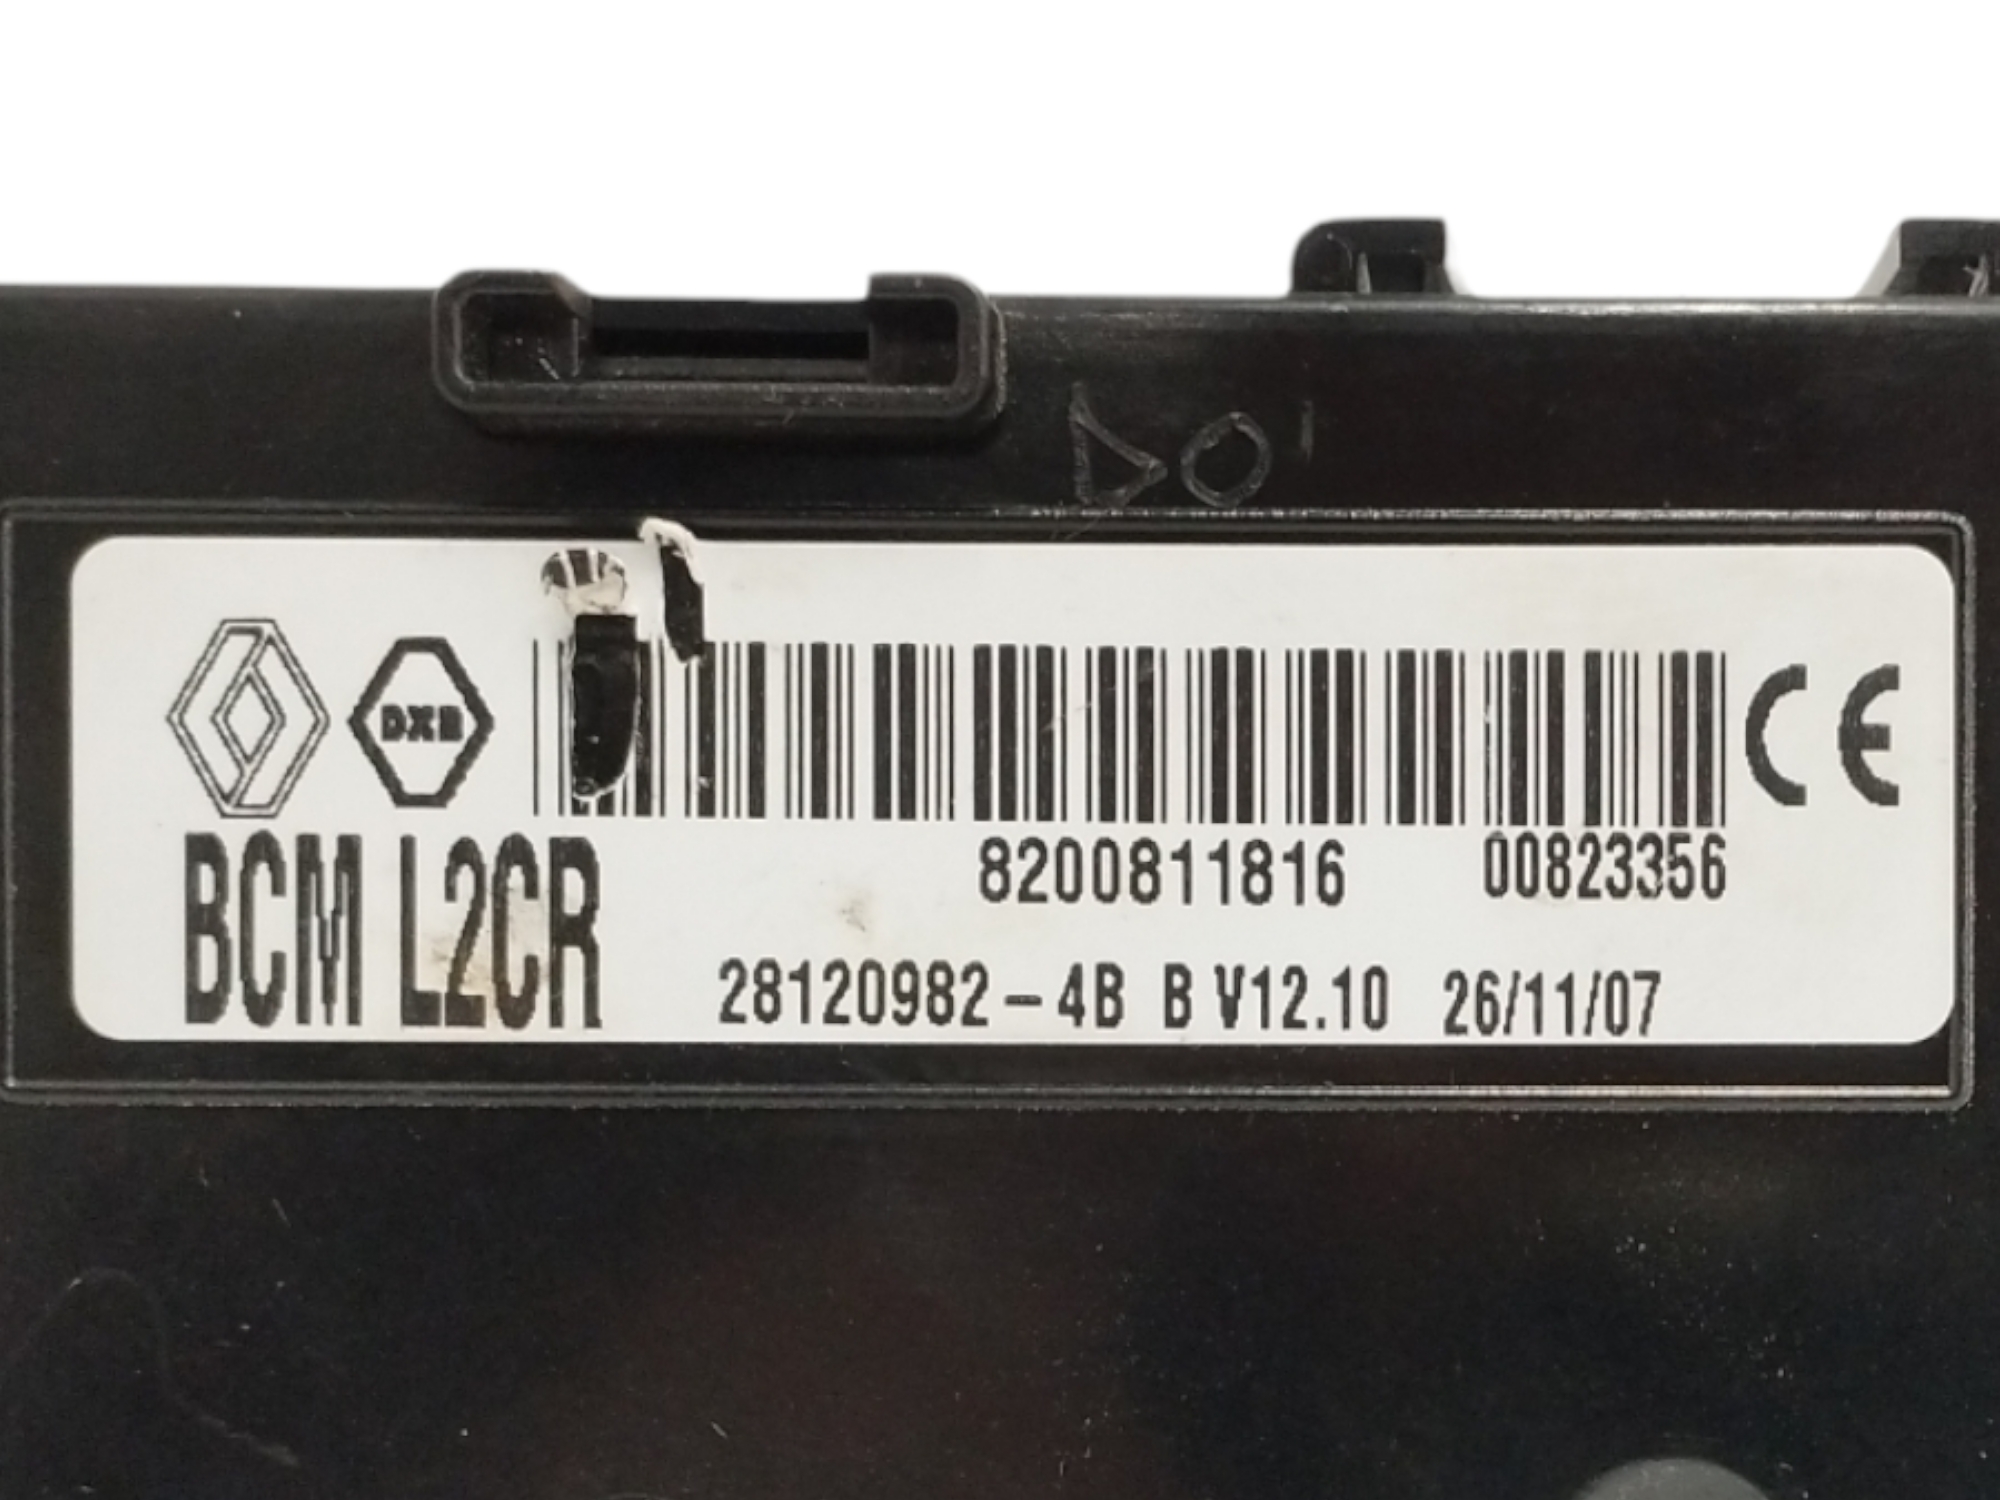 DXB
CE
8200811816 00823356
BCM L2CR
28120982-4B B V12.10 26/11/07